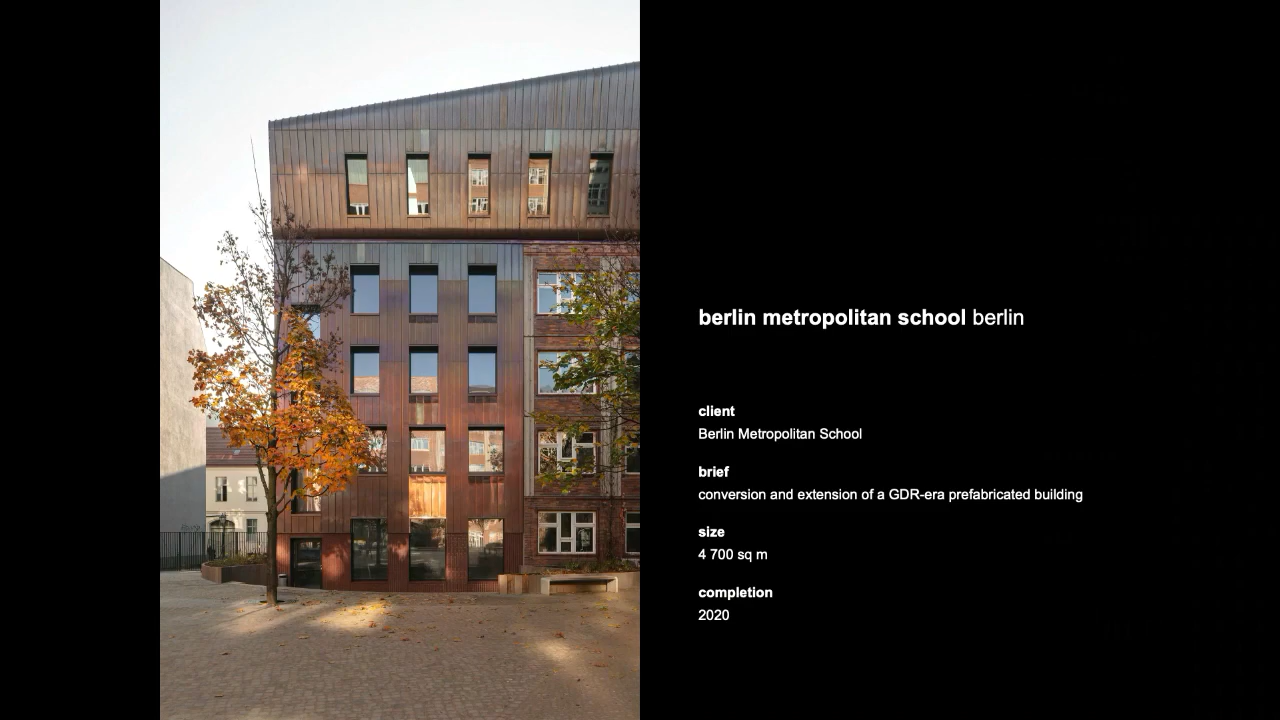 berlin metropolitan school berlin
client
Berlin Metropolitan School
brief
conversion and extension of a GDR-era prefabricated building
size
4 700 sq m
completion
2020